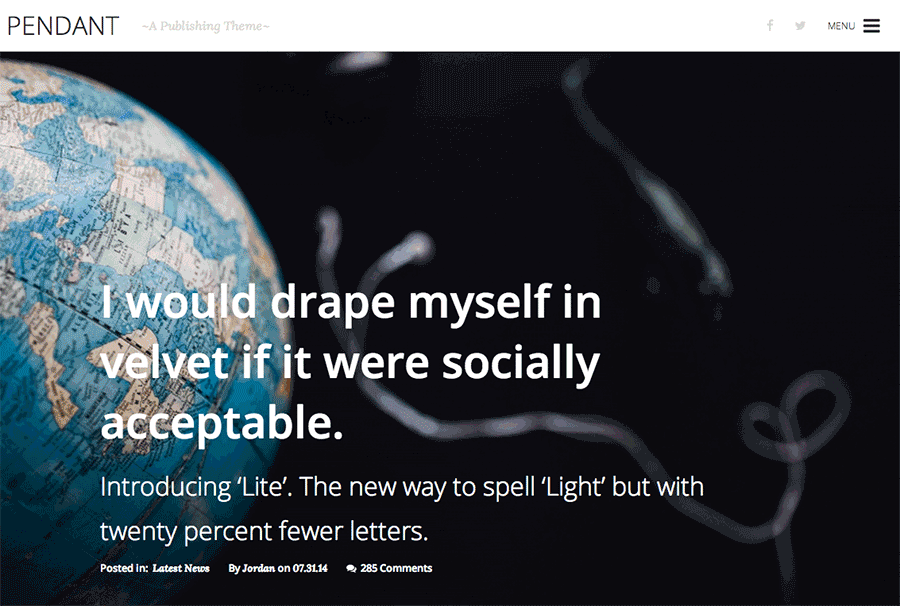 PENDANT ~A Publishing Theme~ MENU
I would drape myself in
velvet if it were socially
acceptable.
Introducing ‘Lite’. The new way to spell ‘Light’ but with
twenty percent fewer letters.
Posted in: Latest News By Jordan on 07.31.14 285 Comments